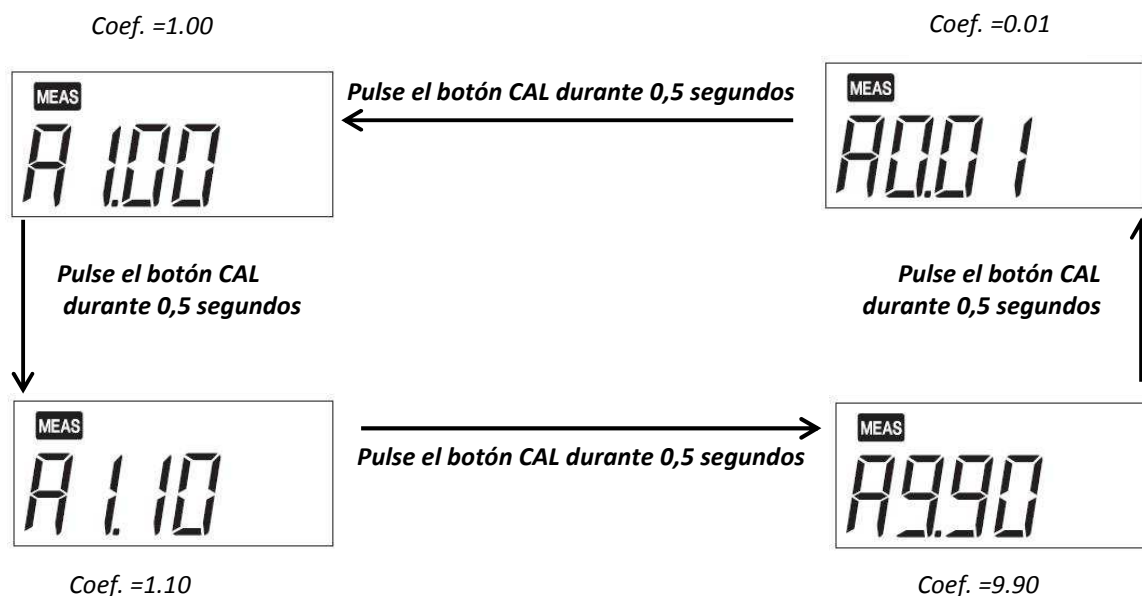 Coef. =1.00
Coef. =0.01
MEAS
A1.00
Pulse el botón CAL durante 0,5 segundos
MEAS
A0.01
Pulse el botón CAL
durante 0,5 segundos
Pulse el botón CAL
durante 0,5 segundos
MEAS
A1.10
Pulse el botón CAL durante 0,5 segundos
MEAS
A9.90
Coef. =1.10
Coef. =9.90